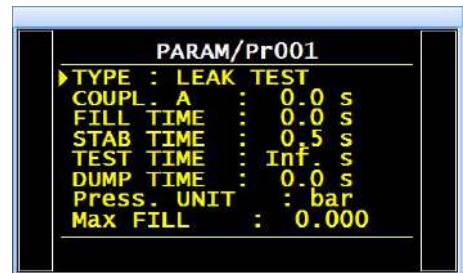 PARAM/Pr001
TYPE : LEAK TEST
COUPL. A : 0.0 s
FILL TIME : 0.0 s
STAB TIME : 0.5 s
TEST TIME : Inf. s
DUMP TIME : 0.0 s
Press. UNIT : bar
Max FILL : 0.000